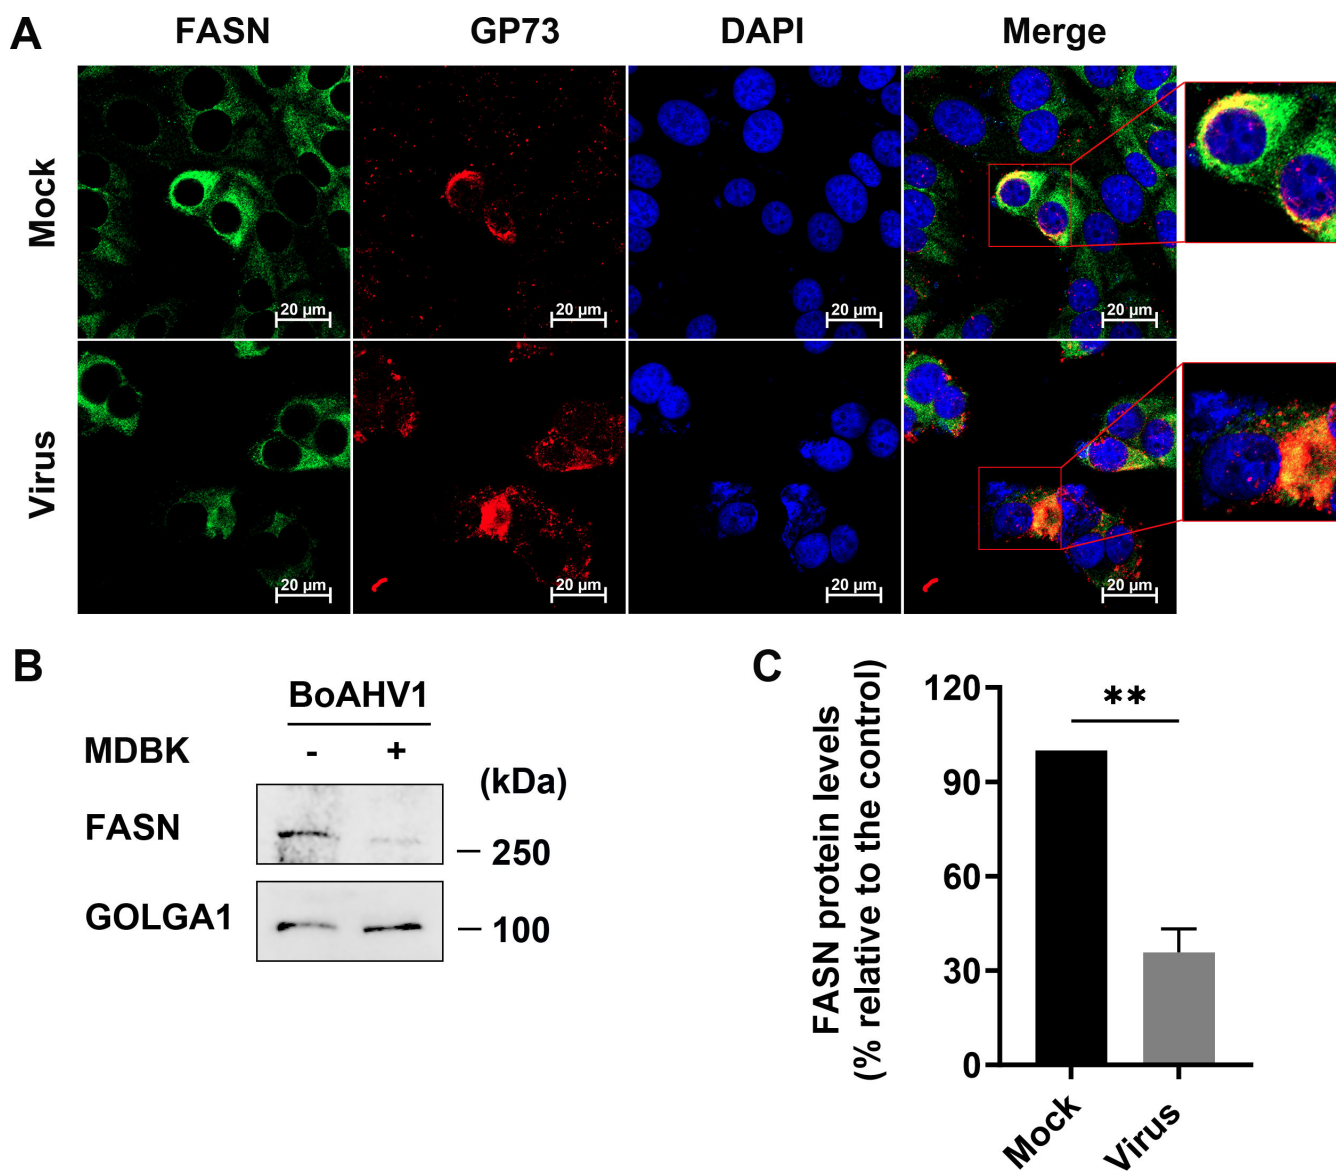 A
FASN GP73 DAPI Merge
Mock
20 µm 20 µm 20 µm 20 µm
Virus
20 µm 20 µm 20 µm 20 µm
B
BoAHV1
MDBK - +
(kDa)
FASN
250
GOLGA1
100
C
FASN protein levels
(% relative to the control)
120
90
60
30
0
**
Mock
Virus